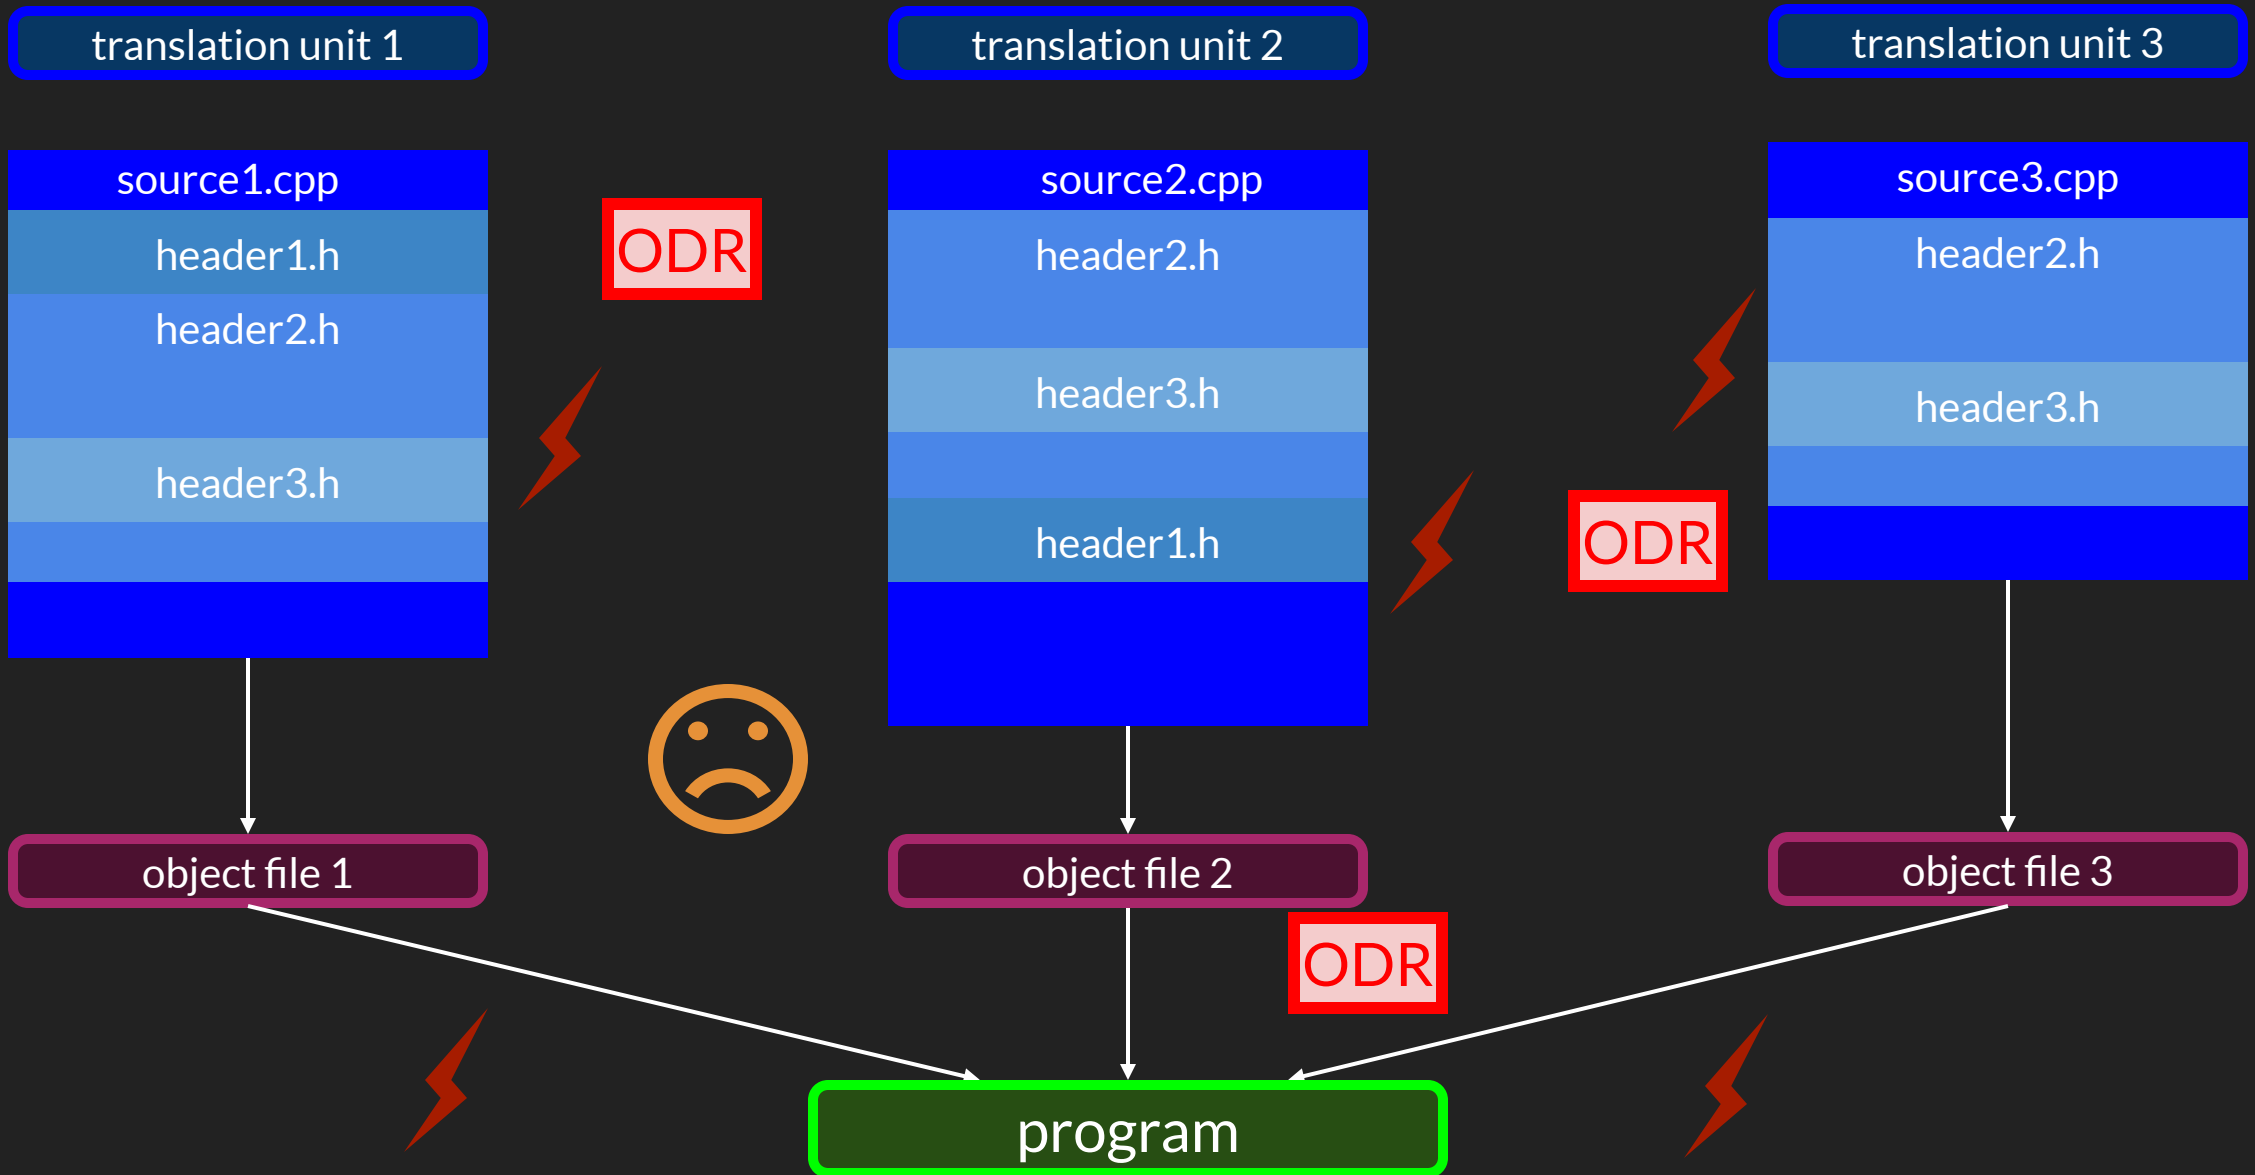 translation unit 1
translation unit 2
translation unit 3
source1.cpp
header1.h
header2.h
header3.h
ODR
source2.cpp
header2.h
header3.h
header1.h
ODR
source3.cpp
header2.h
header3.h
object file 1
object file 2
object file 3
ODR
program